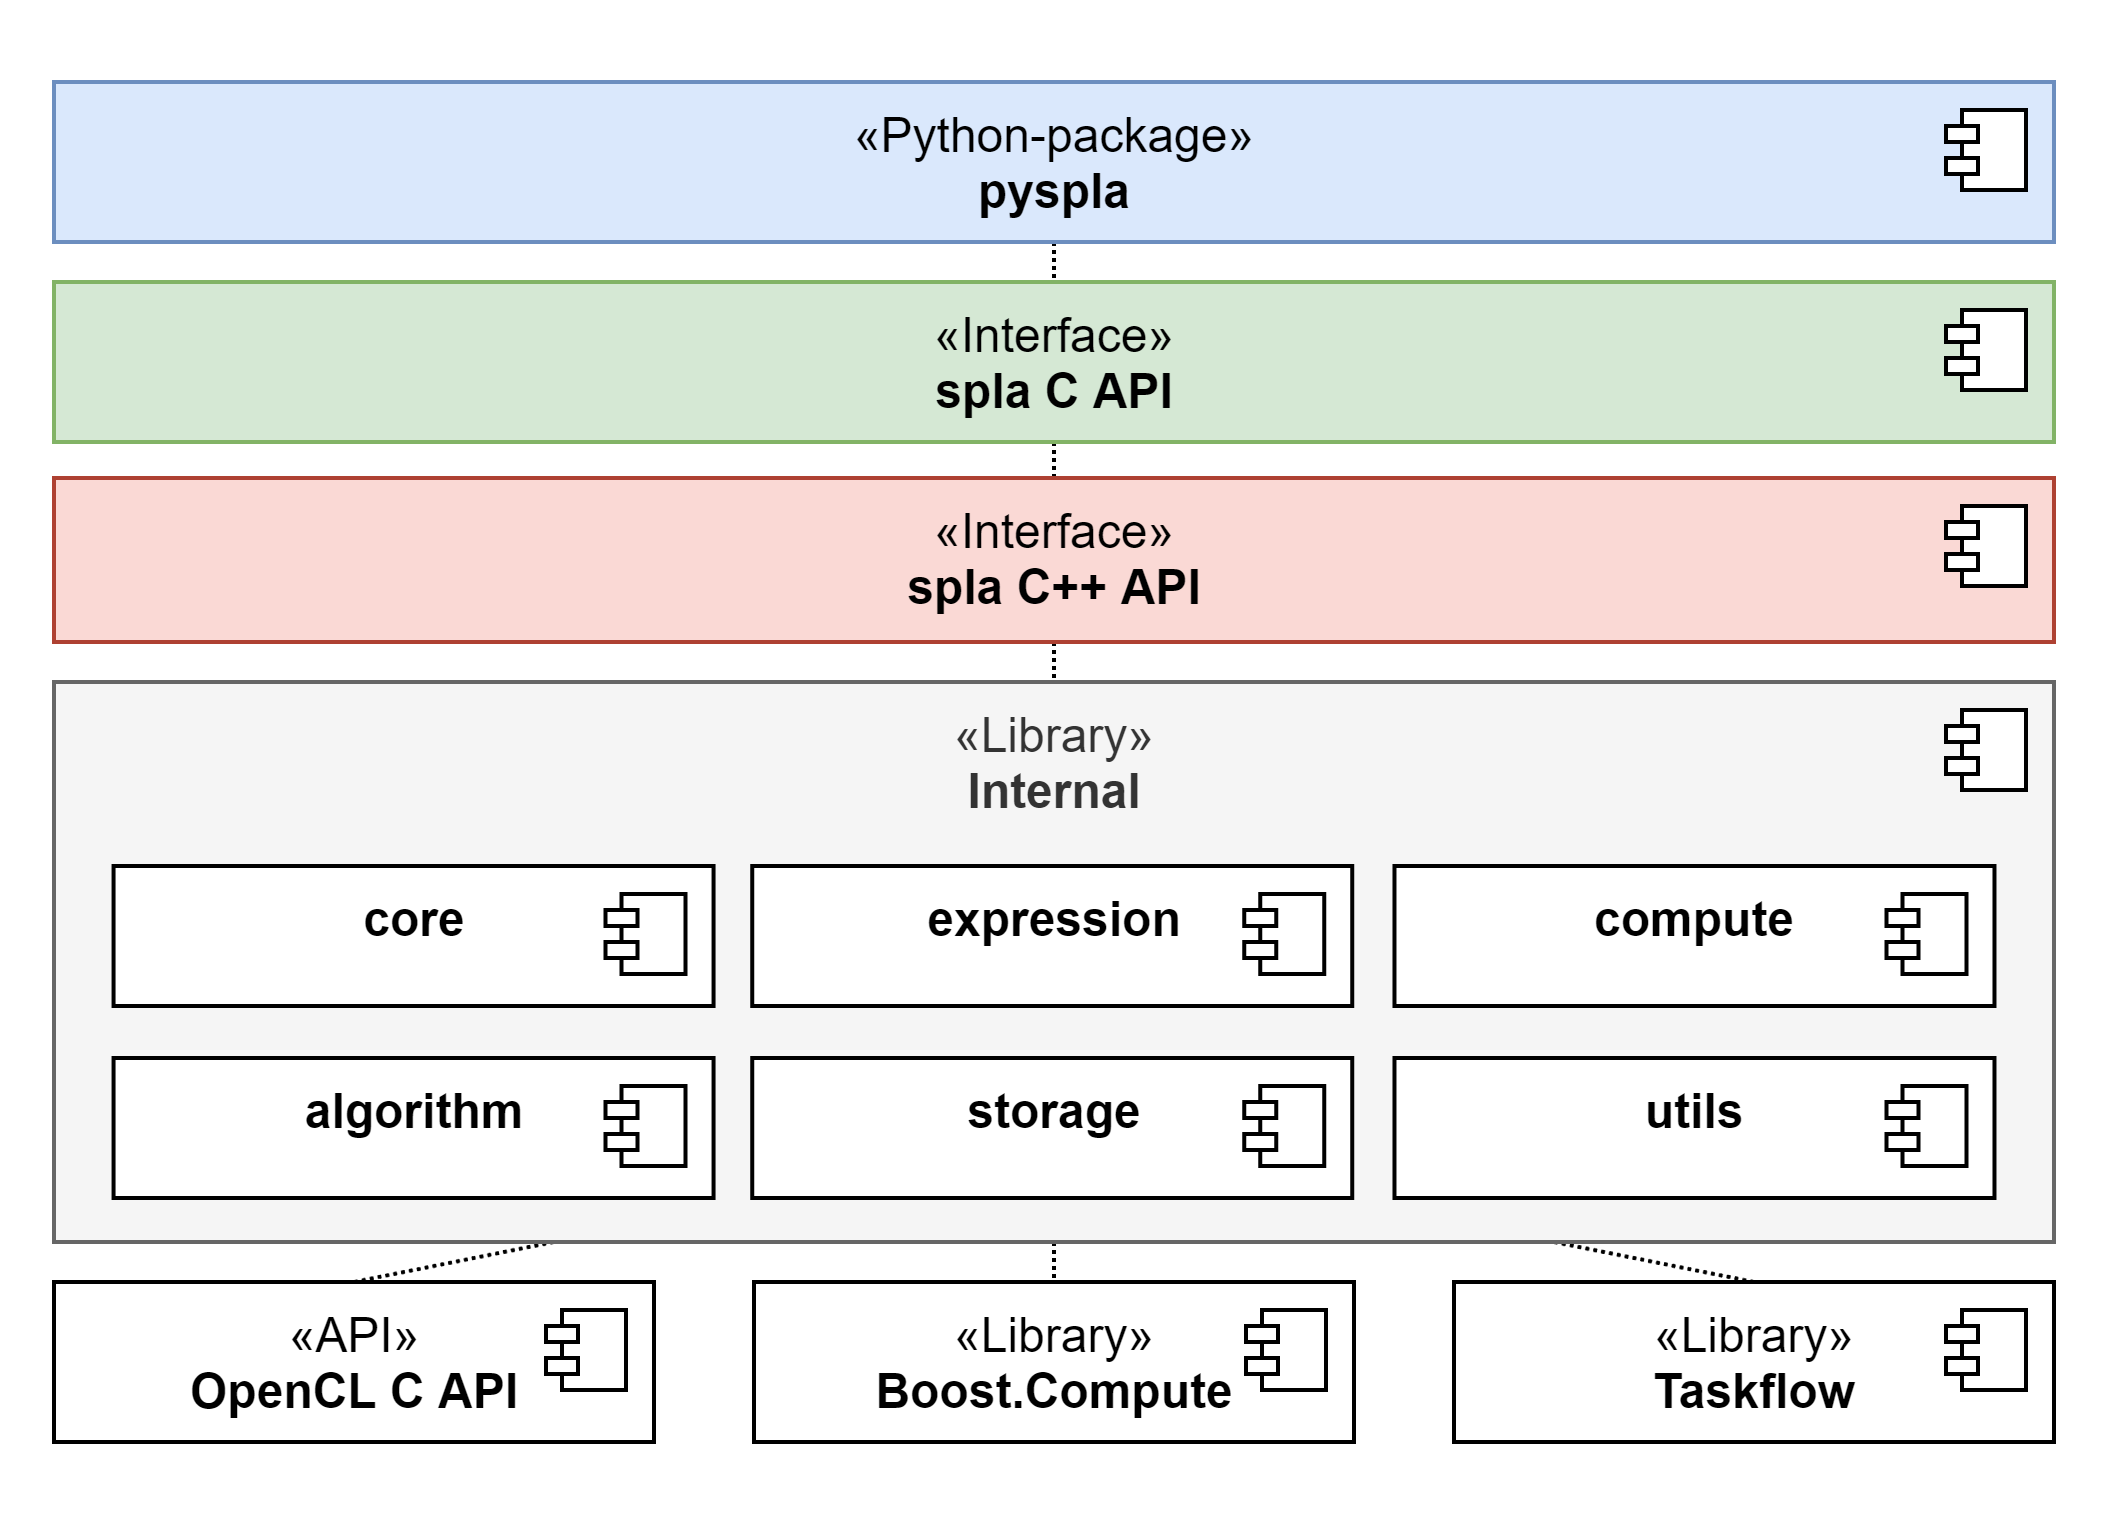 «Python-package»
pyspla
«Interface»
spla C API
«Interface»
spla C++ API
«Library»
Internal
core
expression
compute
algorithm
storage
utils
«API»
OpenCL C API
«Library»
Boost.Compute
«Library»
Taskflow